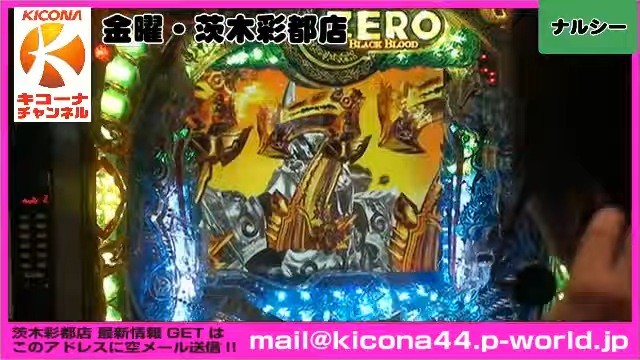 KICONA
キコーナ
チャンネル
金曜・茨木彩都店
ナルシー
ZERO
BLACK BLOOD
茨木彩都店 最新情報 GET は
このアドレスに空メール送信!!
mail@kicona44.p-world.jp